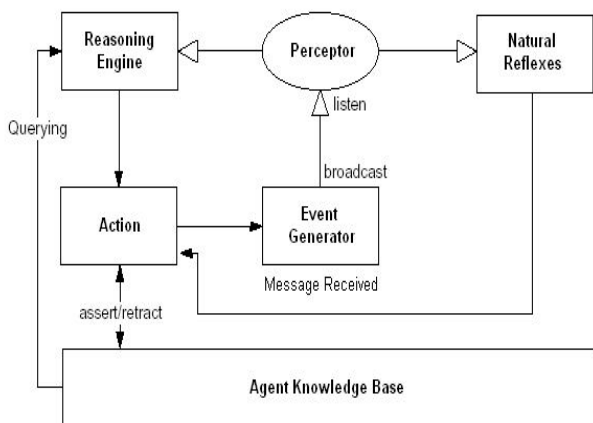 Reasoning
Engine
Perceptor
Natural
Reflexes
listen
Querying
broadcast
Action
Event
Generator
Message Received
assert/retract
Agent Knowledge Base